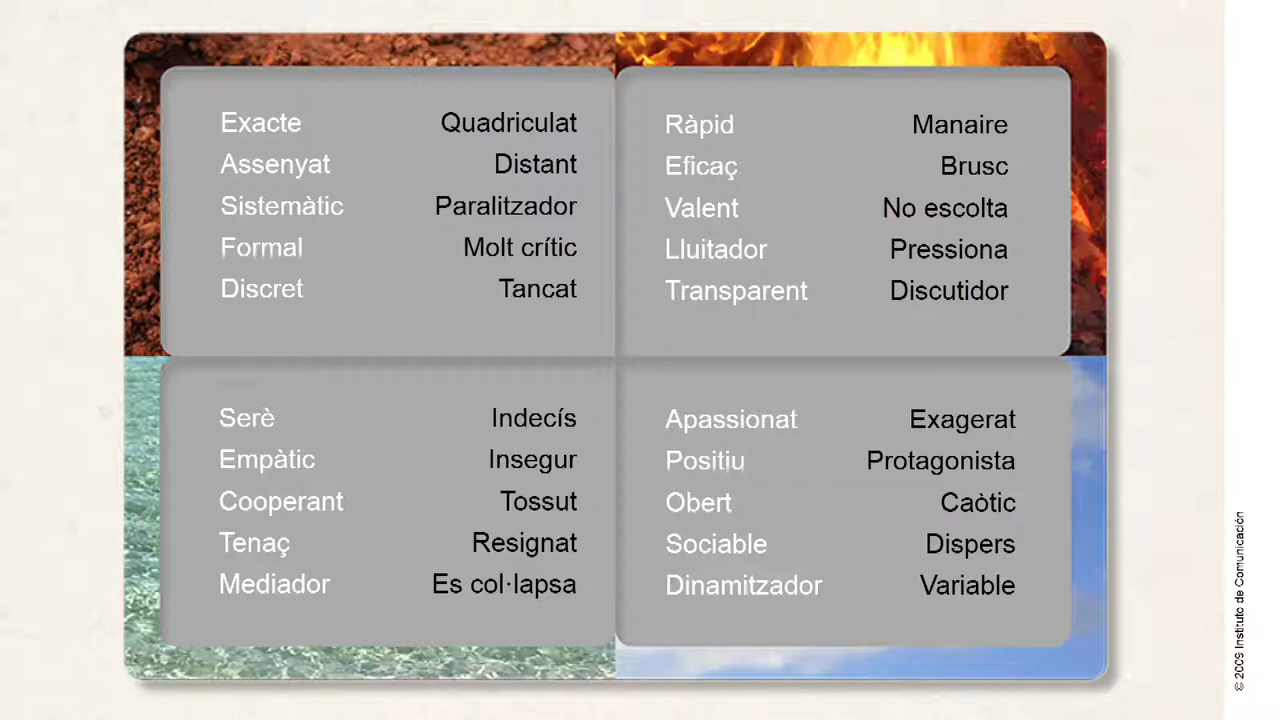 Exacte Quadriculat
Assenyat Distant
Sistemàtic Paralitzador
Formal Molt crític
Discret Tancat
Ràpid Manaire
Eficaç Brusc
Valent No escolta
Lluitador Pressiona
Transparent Discutidor
Serè Indecís
Empàtic Insegur
Cooperant Tossut
Tenaç Resignat
Mediador Es col·lapsa
Apassionat Exagerat
Positiu Protagonista
Obert Caòtic
Sociable Dispers
Dinamitzador Variable
© 2009 Instituto de Comunicación